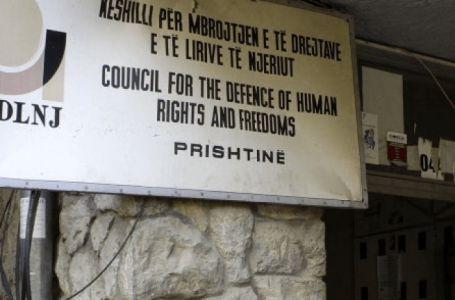 KËSHILLI PËR MBROJTJEN E TË DREJTAVE
E TË LIRIVE TË NJERIUT
COUNCIL FOR THE DEFENCE OF HUMAN
RIGHTS AND FREEDOMS
PRISHTINË
DLNJ
04